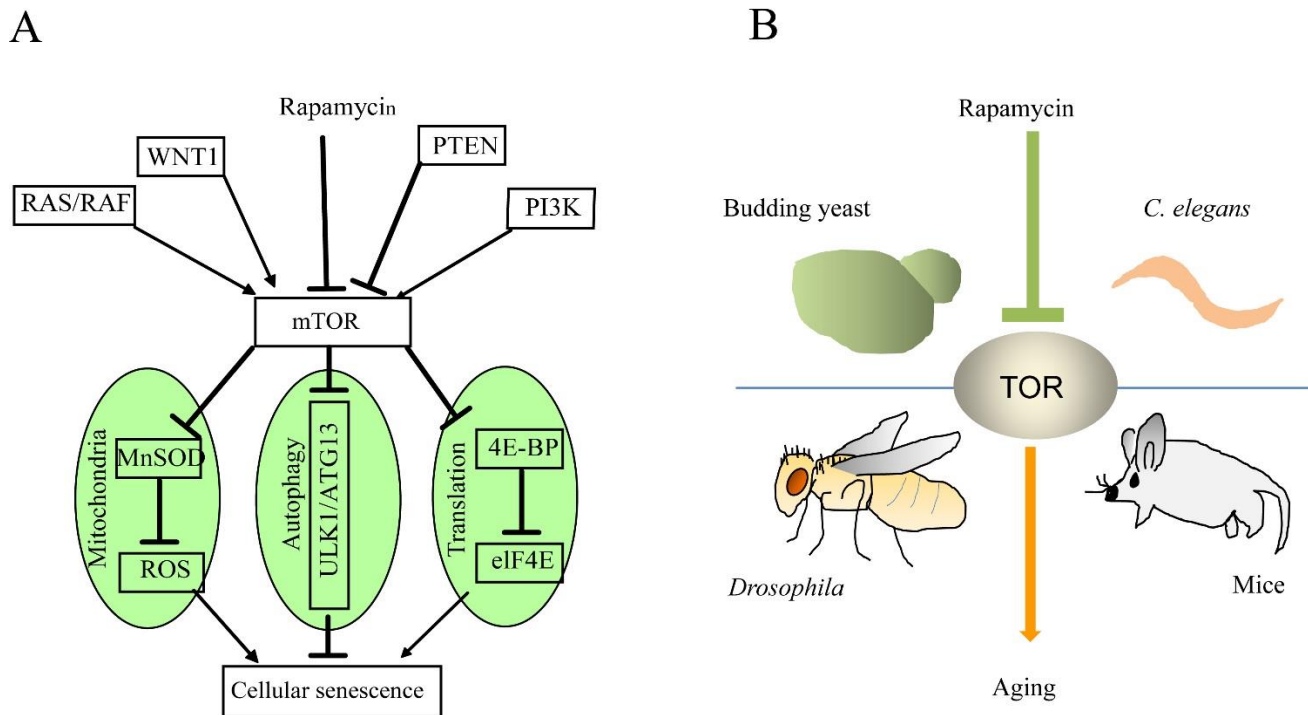 A
Rapamycin
WNT1
PTEN
RAS/RAF
PI3K
mTOR
Mitochondria
MnSOD
ROS
Autophagy
ULK1/ATG13
Translation
4E-BP
elF4E
Cellular senescence
B
Rapamycin
Budding yeast
C. elegans
TOR
Drosophila
Mice
Aging